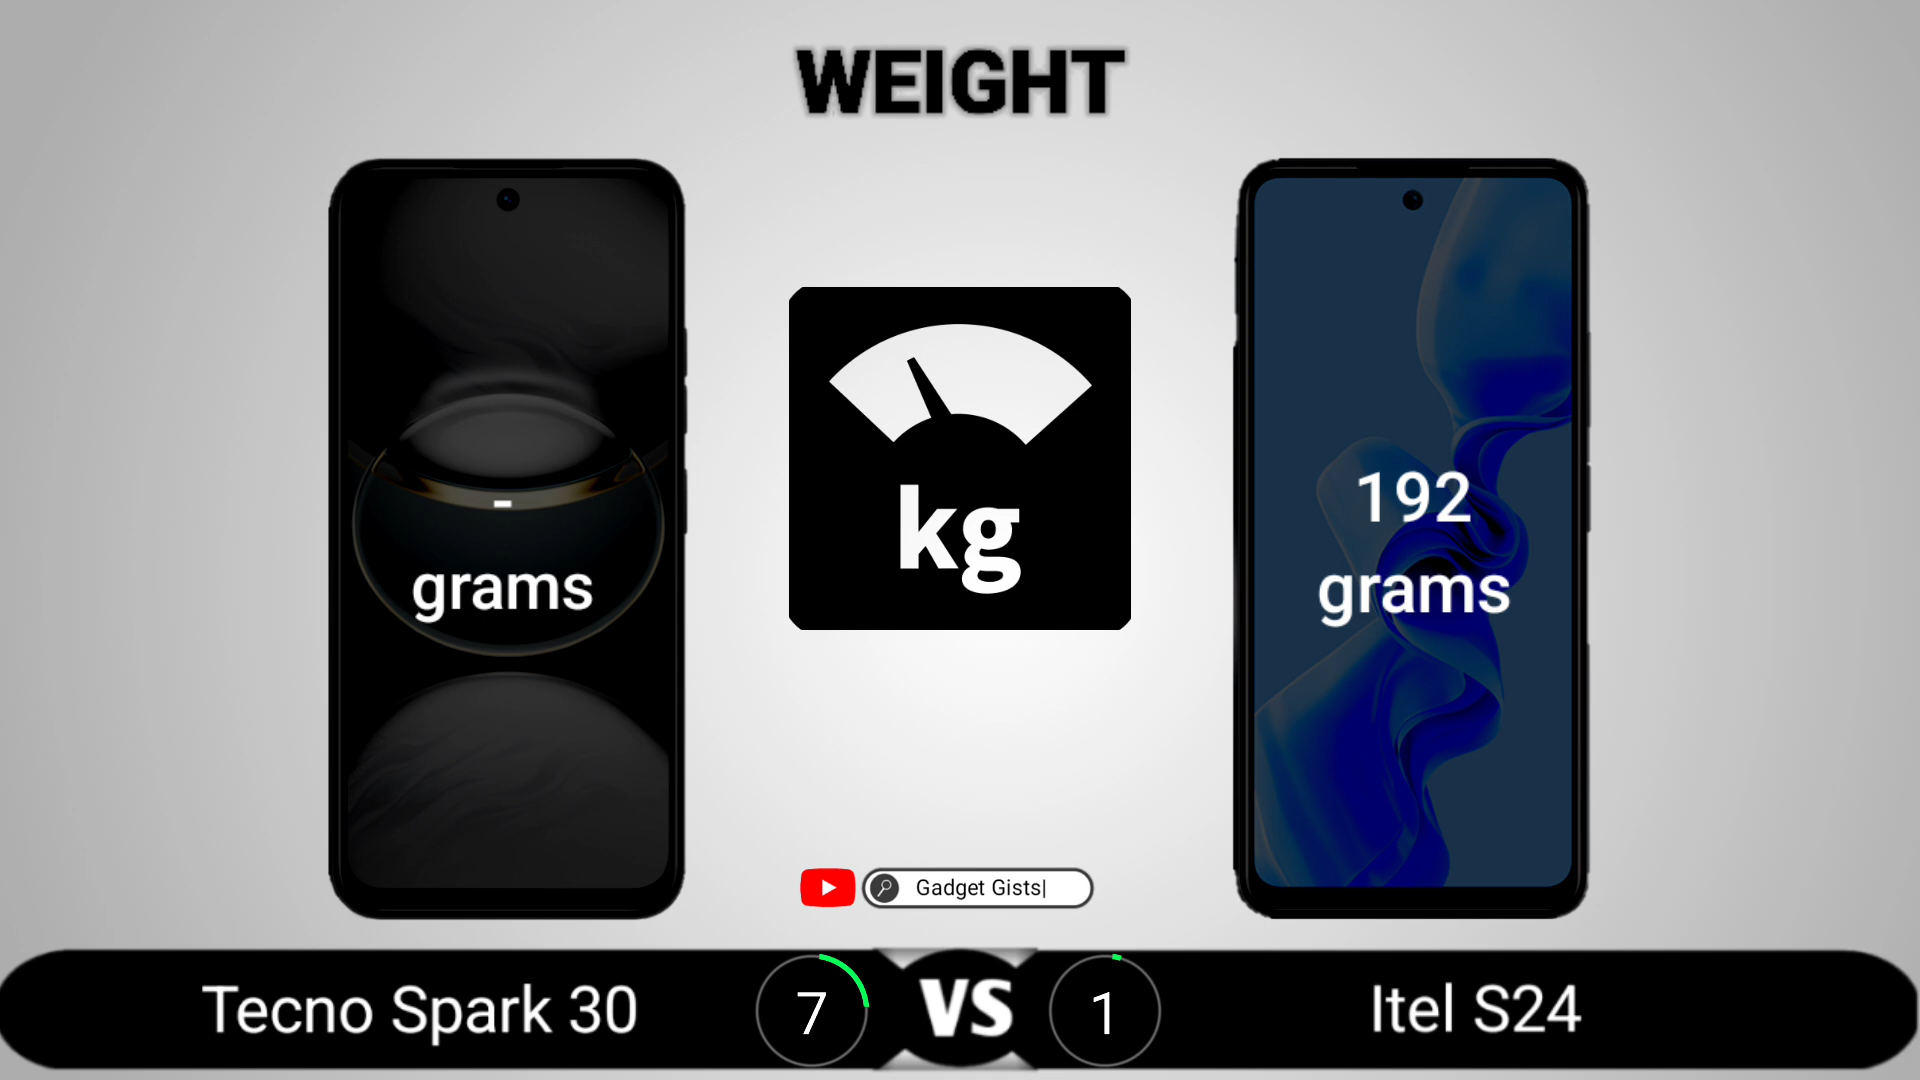 WEIGHT
-
grams
kg
192
grams
Gadget Gists|
Tecno Spark 30
7
VS
1
Itel S24